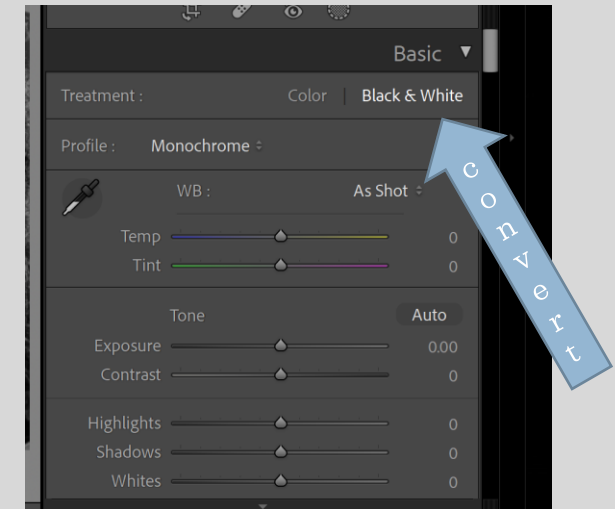 Basic
Treatment : Color | Black & White
Profile : Monochrome
WB : As Shot
Temp 0
Tint 0
Tone Auto
Exposure 0.00
Contrast 0
Highlights 0
Shadows 0
Whites 0
convert